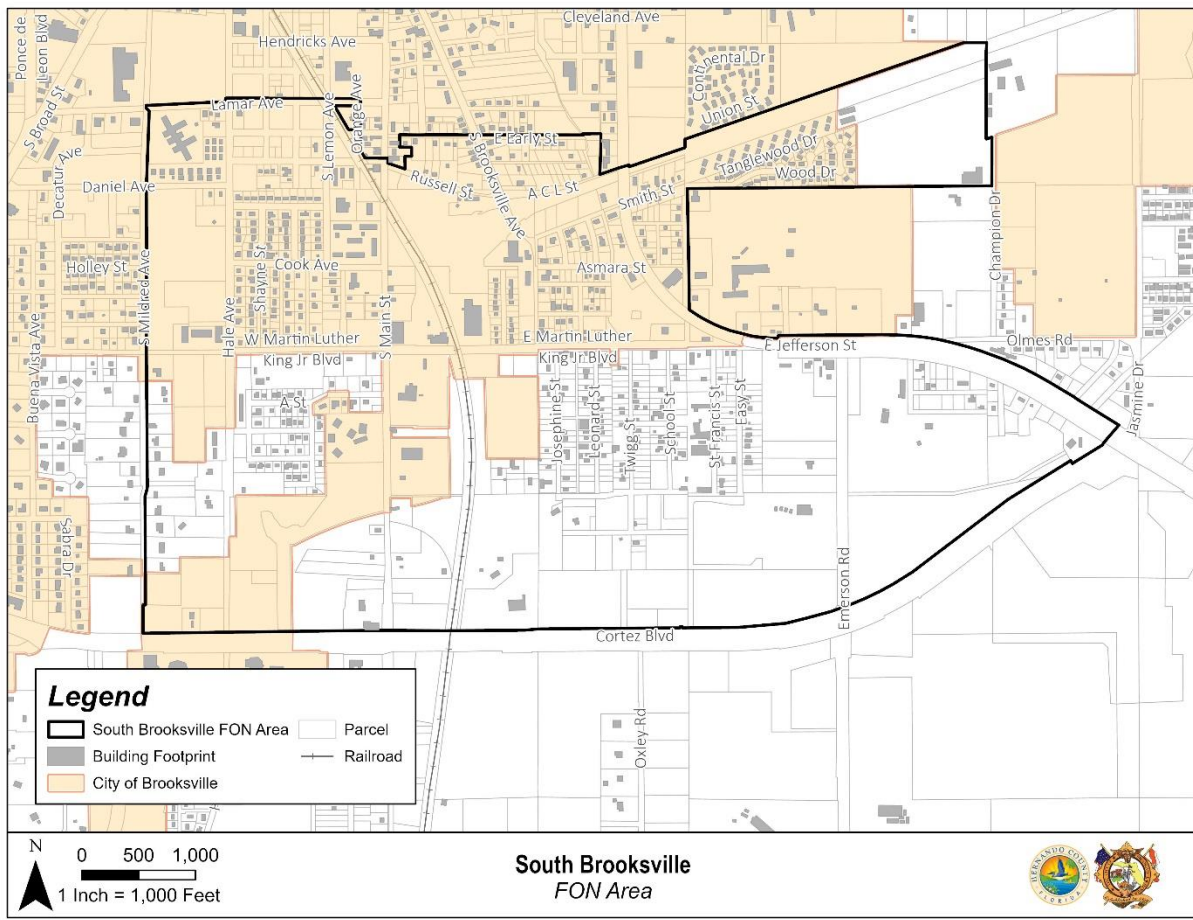 Cleveland Ave
Ponce de
Leon Blvd
Hendricks Ave
Continental Dr
S Broad St
Lamar Ave
Orange Ave
S Lemon Ave
Union St
E Early St
S Brooksville Ave
Decatur Ave
Daniel Ave
Russell St
A C L St
Smith St
Tanglewood Dr
Wood Dr
Champion Dr
Holley St
S Mildred Ave
Shayne St
Cook Ave
Asmara St
Hale Ave
S Main St
Buena Vista Ave
W Martin Luther
King Jr Blvd
E Martin Luther
King Jr Blvd
E Jefferson St
Olmes Rd
Jasmine Dr
A St
Josephine St
Leonard St
Twigg St
School St
St Francis St
Easy St
Sabra Dr
Emerson Rd
Cortez Blvd
Oxley Rd
Legend
South Brooksville FON Area
Parcel
Building Footprint
Railroad
City of Brooksville
N
0 500 1,000
1 Inch = 1,000 Feet
South Brooksville
FON Area
HERNANDO COUNTY
FLORIDA